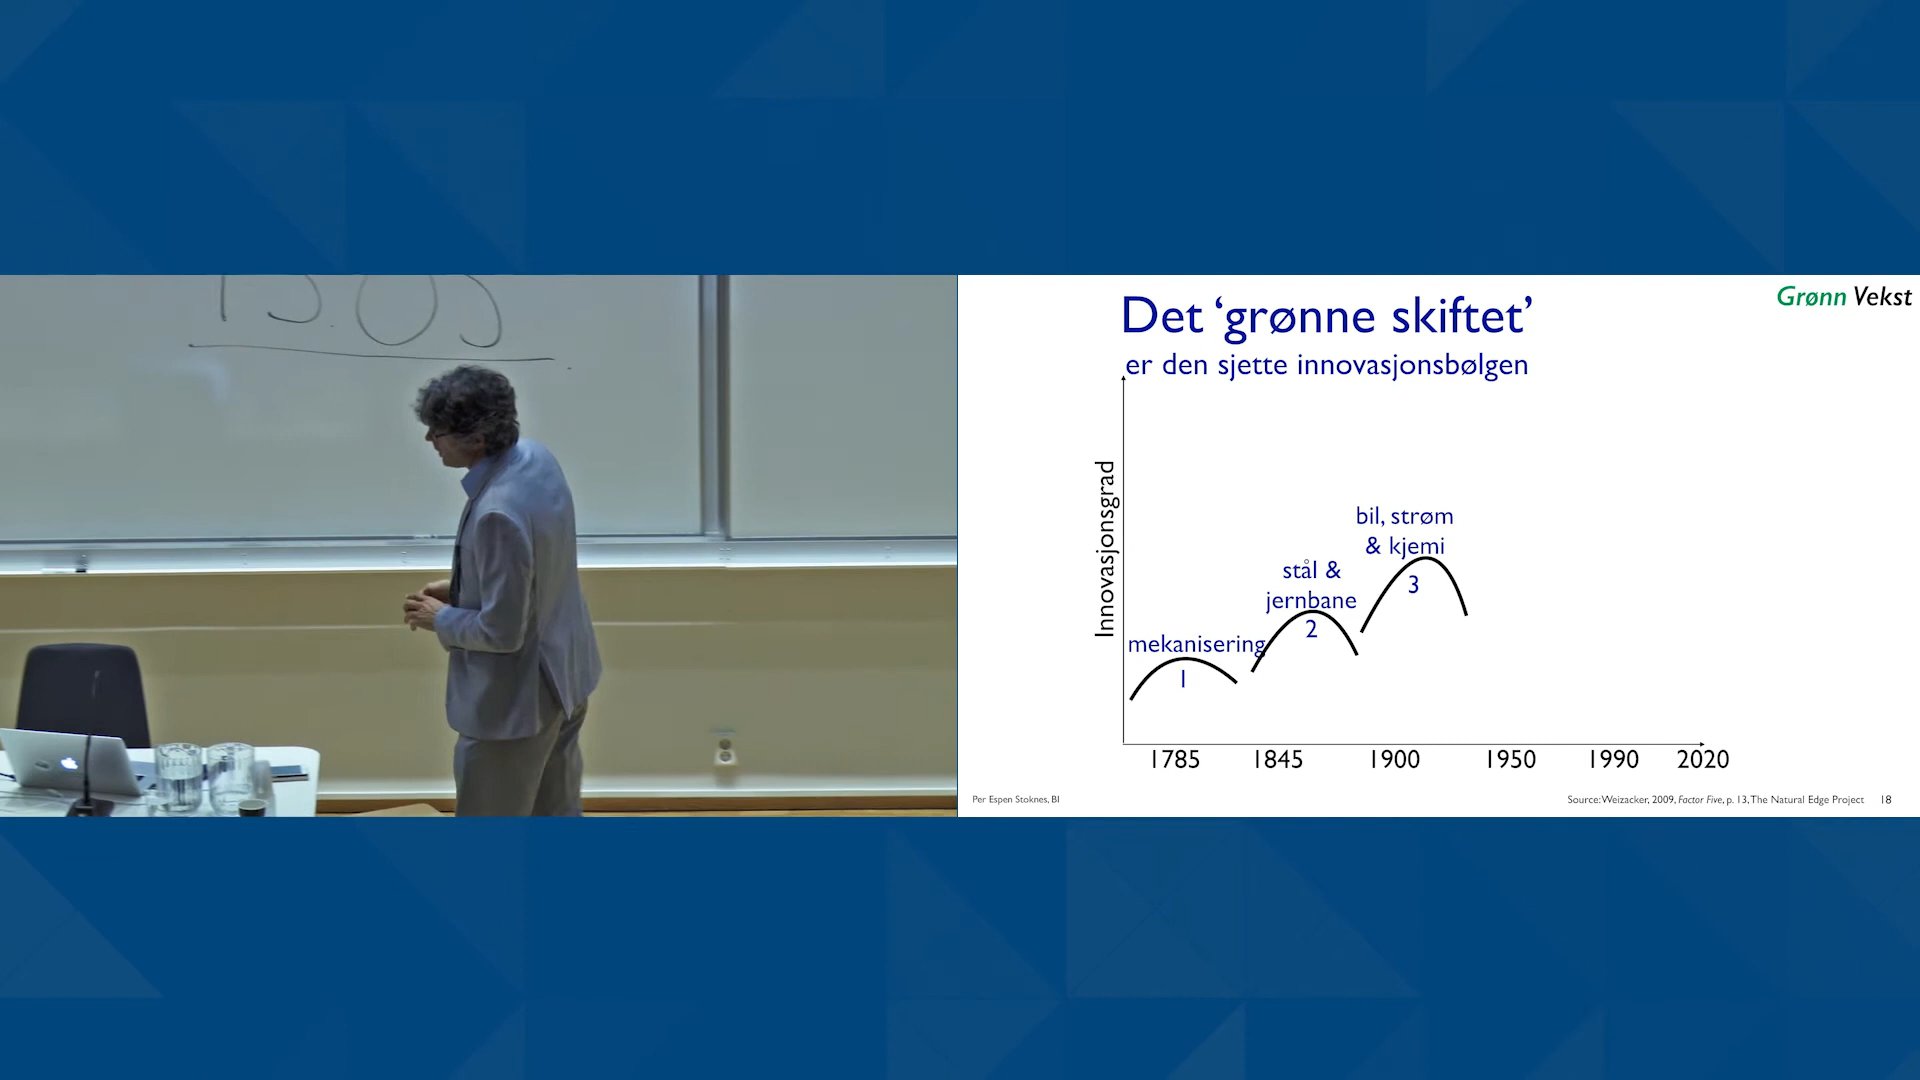 13.05
Det ‘grønne skiftet’
er den sjette innovasjonsbølgen
Grønn Vekst
Innovasjonsgrad
bil, strøm
& kjemi
3
stål &
jernbane
2
mekanisering
1
1785 1845 1900 1950 1990 2020
Per Espen Stoknes, BI
Source: Weizacker, 2009, Factor Five, p. 13, The Natural Edge Project 18